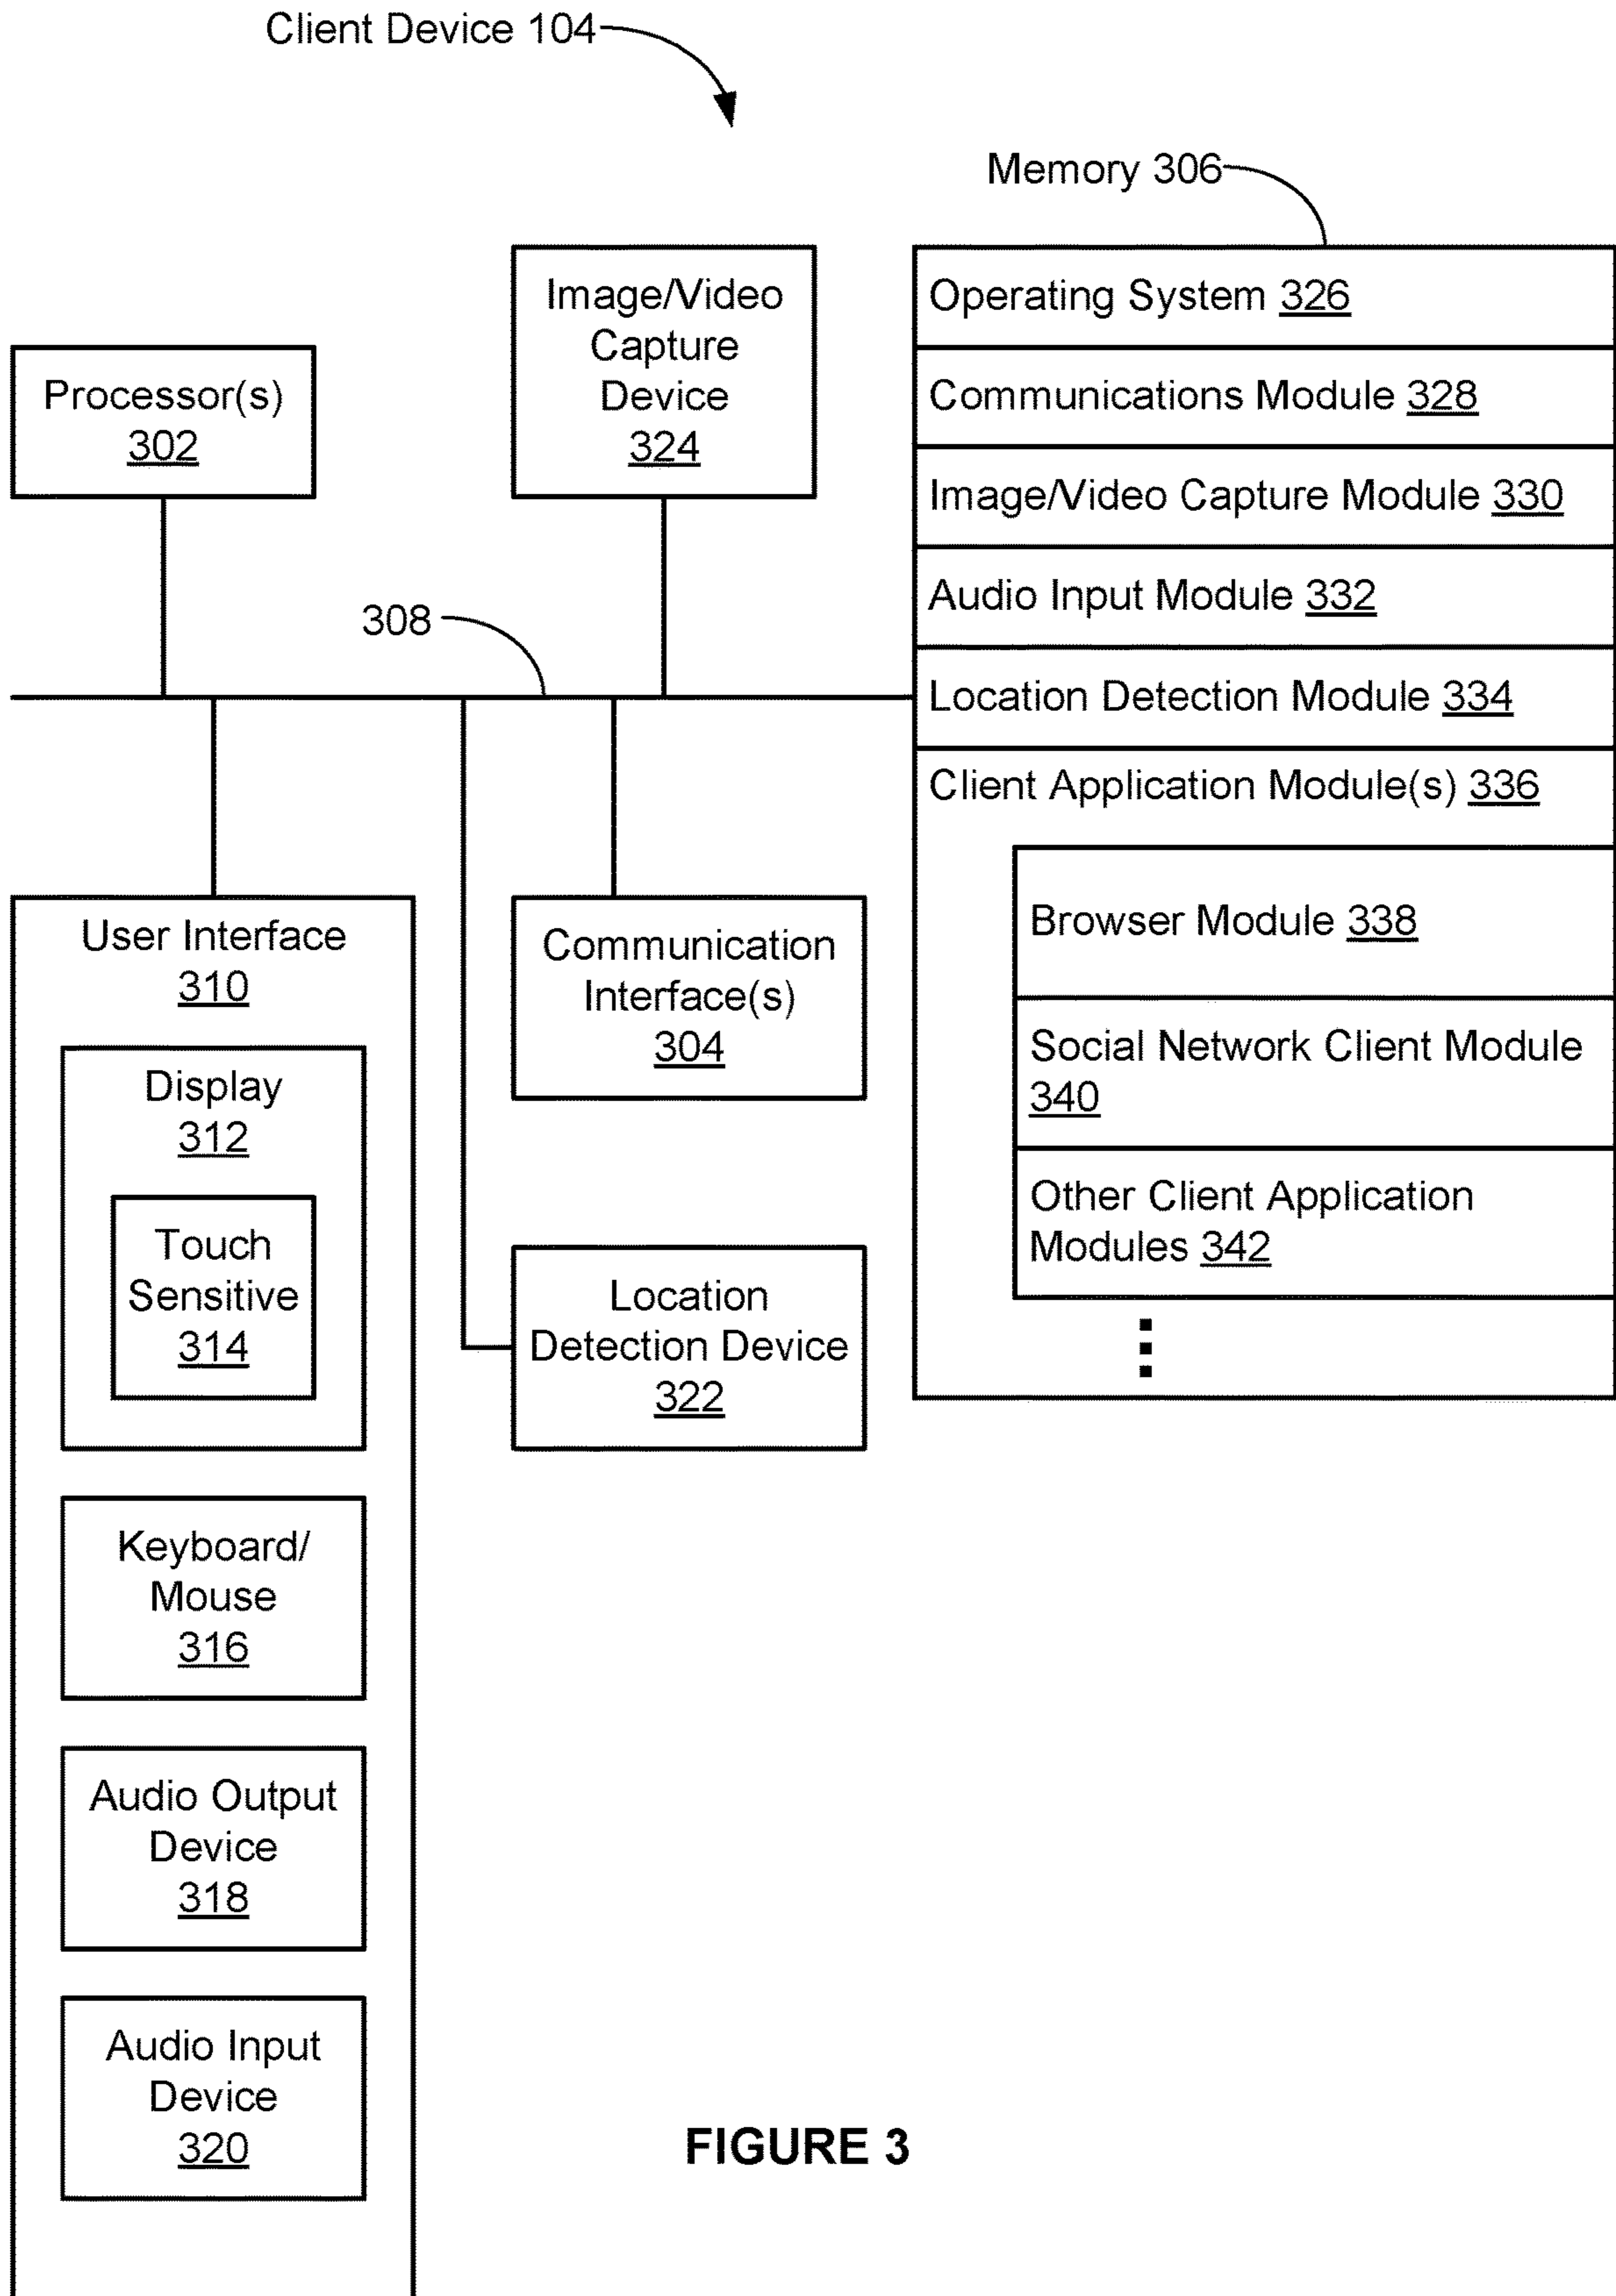 Client Device 104
Memory 306
Processor(s)
302
Image/Video
Capture
Device
324
308
User Interface
310
Display
312
Touch
Sensitive
314
Keyboard/
Mouse
316
Audio Output
Device
318
Audio Input
Device
320
Communication
Interface(s)
304
Location
Detection Device
322
Operating System 326
Communications Module 328
Image/Video Capture Module 330
Audio Input Module 332
Location Detection Module 334
Client Application Module(s) 336
Browser Module 338
Social Network Client Module
340
Other Client Application
Modules 342
FIGURE 3